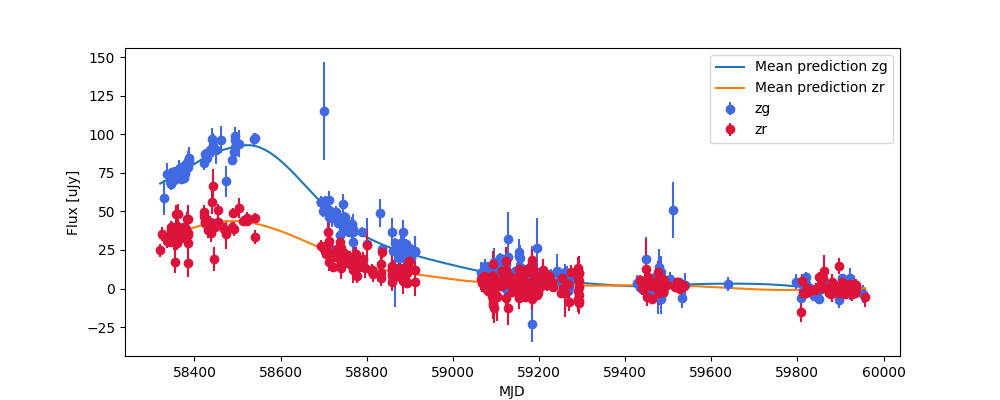 150
125
100
75
50
25
0
−25
Flux [uJy]
58400 58600 58800 59000 59200 59400 59600 59800 60000
MJD
Mean prediction zg
Mean prediction zr
zg
zr